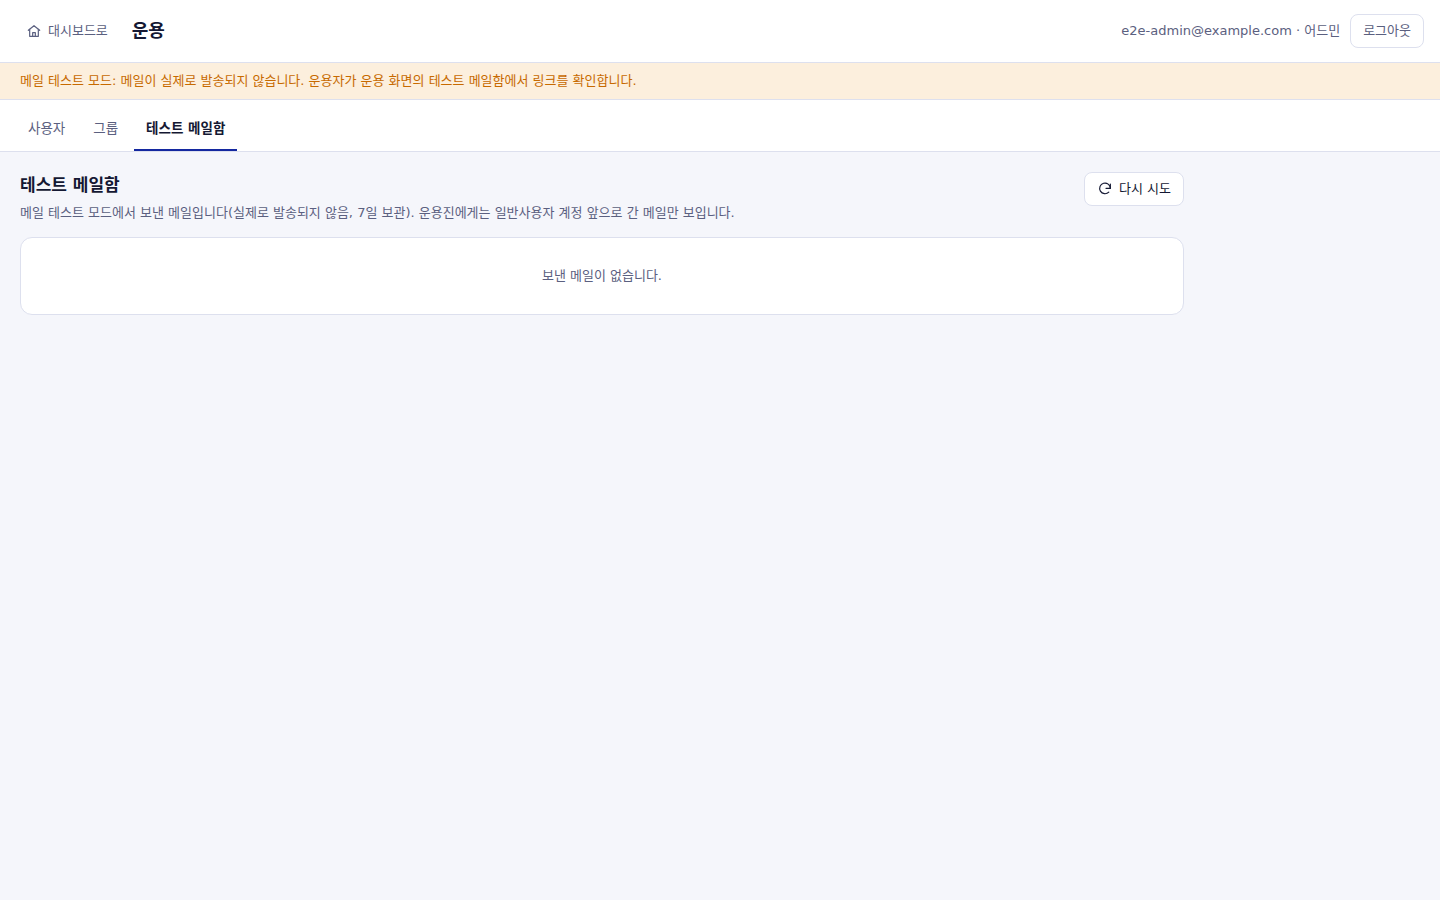 대시보드로 운용 e2e-admin@example.com · 어드민 로그아웃
메일 테스트 모드: 메일이 실제로 발송되지 않습니다. 운용자가 운용 화면의 테스트 메일함에서 링크를 확인합니다.
사용자 그룹 테스트 메일함
테스트 메일함 다시 시도
메일 테스트 모드에서 보낸 메일입니다(실제로 발송되지 않음, 7일 보관). 운용진에게는 일반사용자 계정 앞으로 간 메일만 보입니다.
보낸 메일이 없습니다.